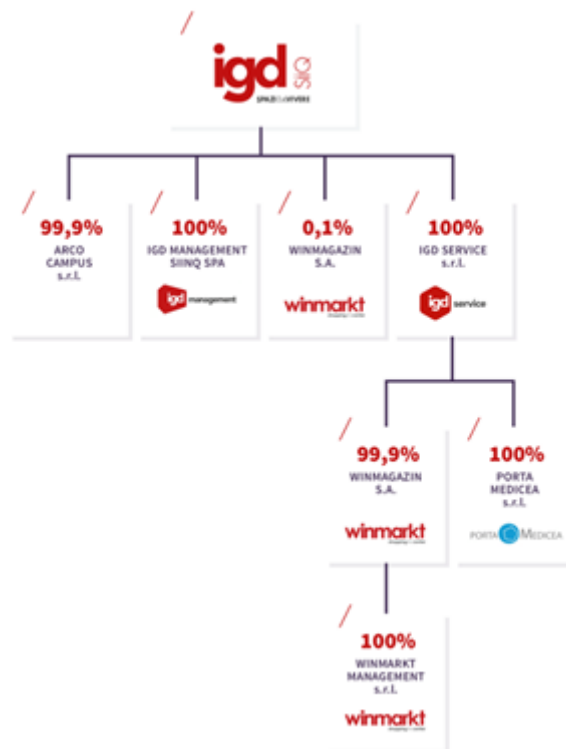 igd SIIQ
SPAZI DA VIVERE
99,9%
ARCO
CAMPUS
s.r.l.
100%
IGD MANAGEMENT
SIINQ SPA
igd management
0,1%
WINMAGAZIN
S.A.
winmarkt
100%
IGD SERVICE
s.r.l.
igd service
99,9%
WINMAGAZIN
S.A.
winmarkt
100%
PORTA
MEDICEA
s.r.l.
PORTA MEDICEA
100%
WINMARKT
MANAGEMENT
s.r.l.
winmarkt